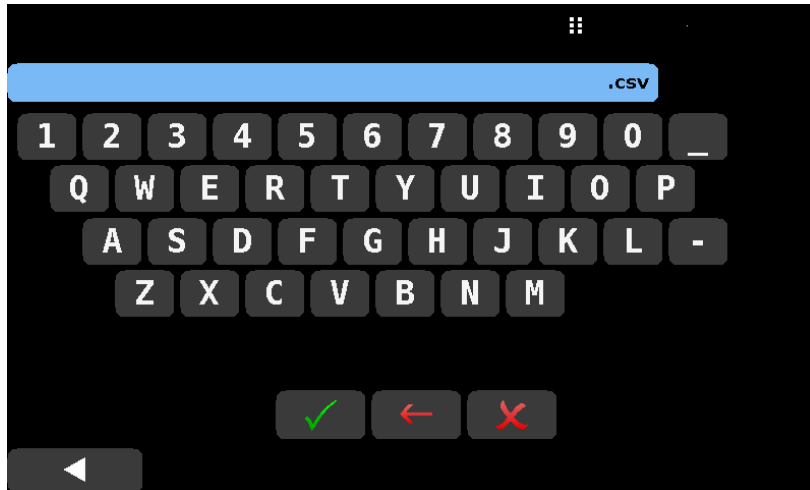 .csv
1 2 3 4 5 6 7 8 9 0 _
Q W E R T Y U I O P
A S D F G H J K L -
Z X C V B N M